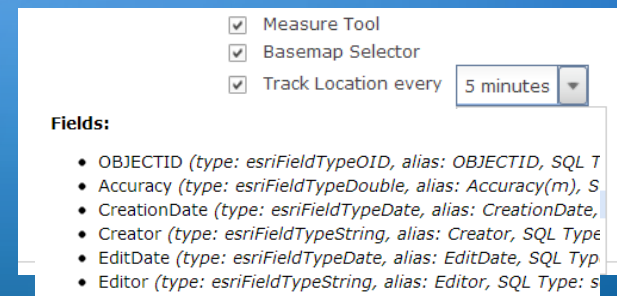 Measure Tool
Basemap Selector
Track Location every 5 minutes
Fields:
• OBJECTID (type: esriFieldTypeOID, alias: OBJECTID, SQL T
• Accuracy (type: esriFieldTypeDouble, alias: Accuracy(m), S
• CreationDate (type: esriFieldTypeDate, alias: CreationDate,
• Creator (type: esriFieldTypeString, alias: Creator, SQL Type
• EditDate (type: esriFieldTypeDate, alias: EditDate, SQL Typ
• Editor (type: esriFieldTypeString, alias: Editor, SQL Type: s